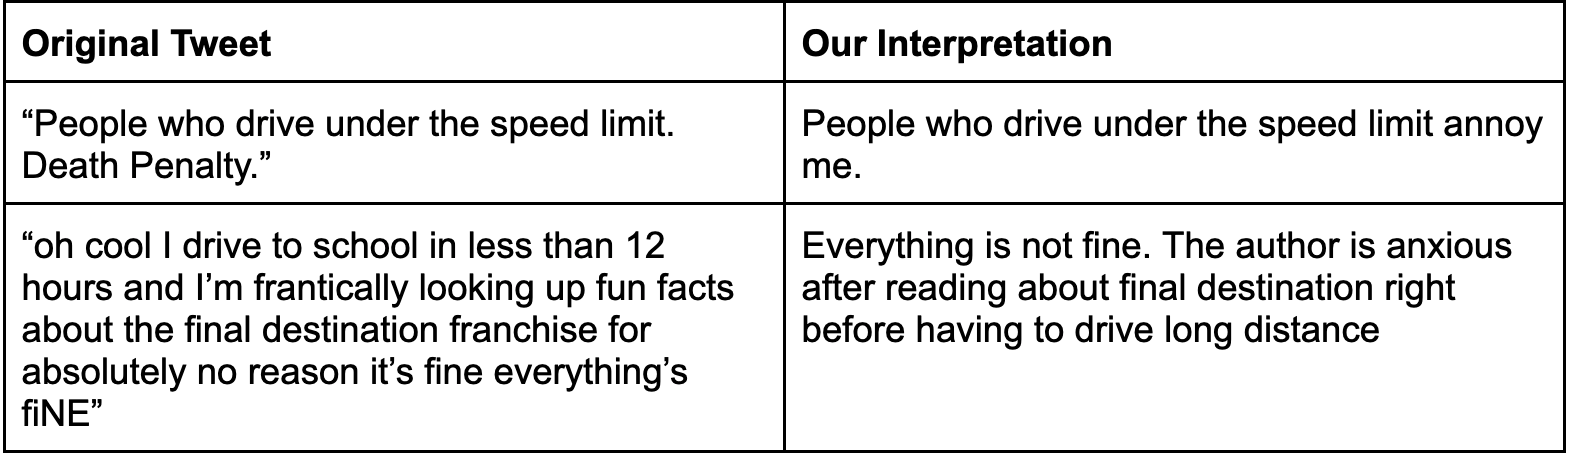 Original Tweet
Our Interpretation
“People who drive under the speed limit.
Death Penalty.”
People who drive under the speed limit annoy
me.
“oh cool I drive to school in less than 12
hours and I’m frantically looking up fun facts
about the final destination franchise for
absolutely no reason it’s fine everything’s
fiNE”
Everything is not fine. The author is anxious
after reading about final destination right
before having to drive long distance